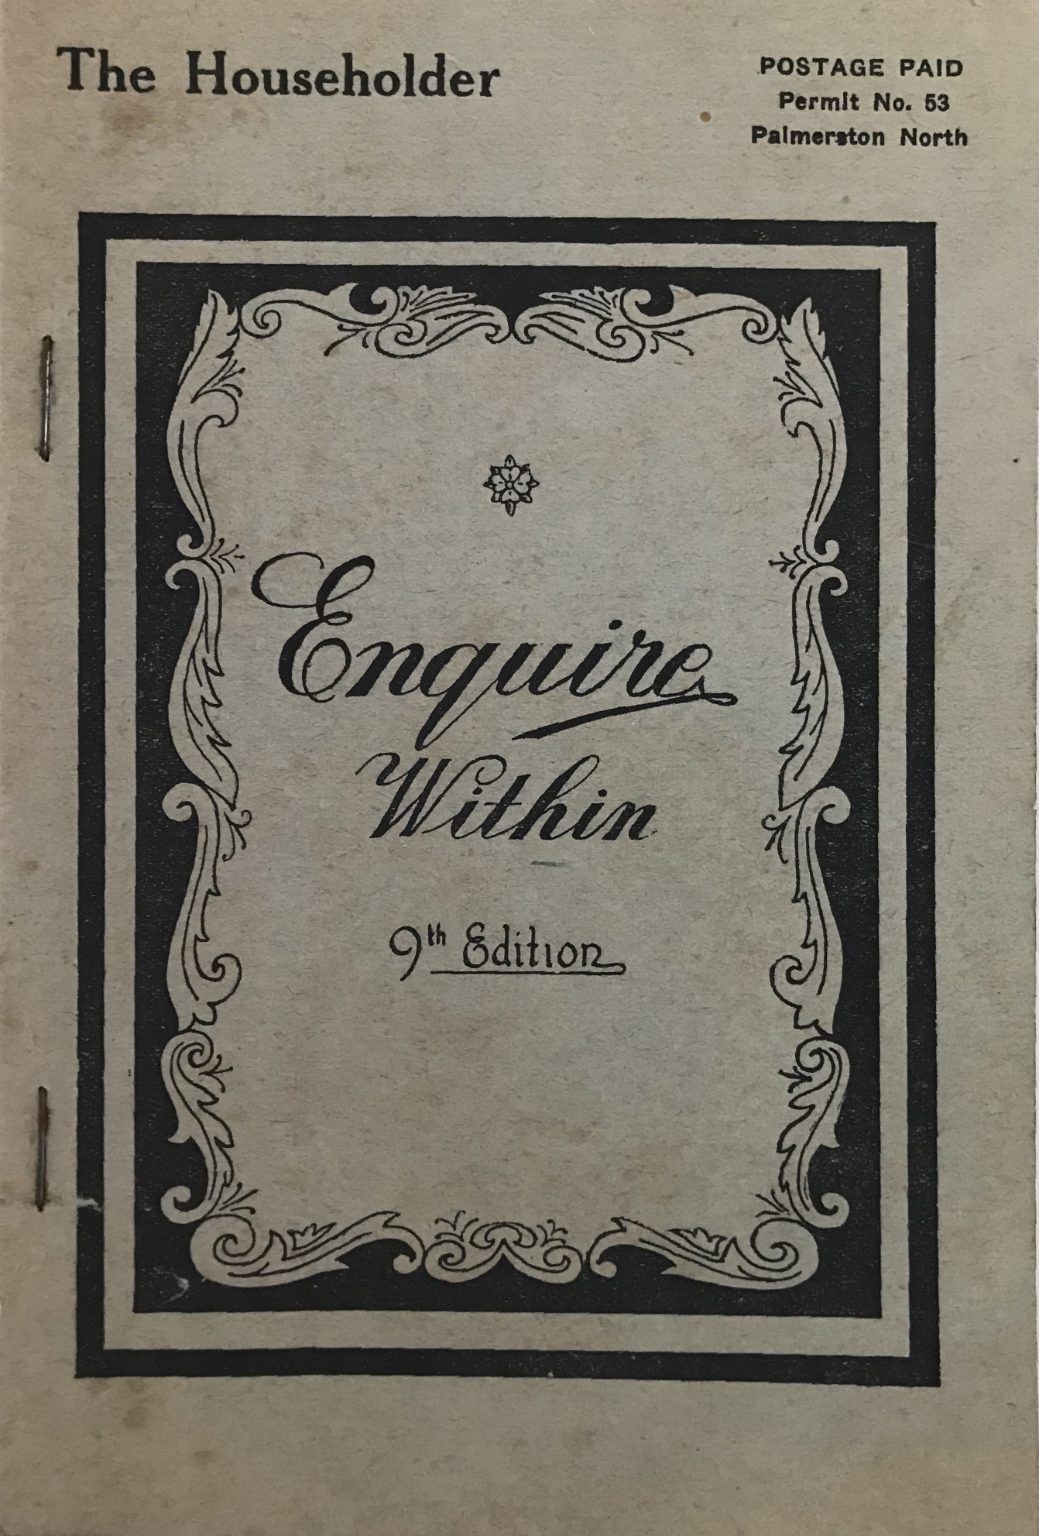 The Householder
POSTAGE PAID
Permit No. 53
Palmerston North
Enquire
Within
9th Edition